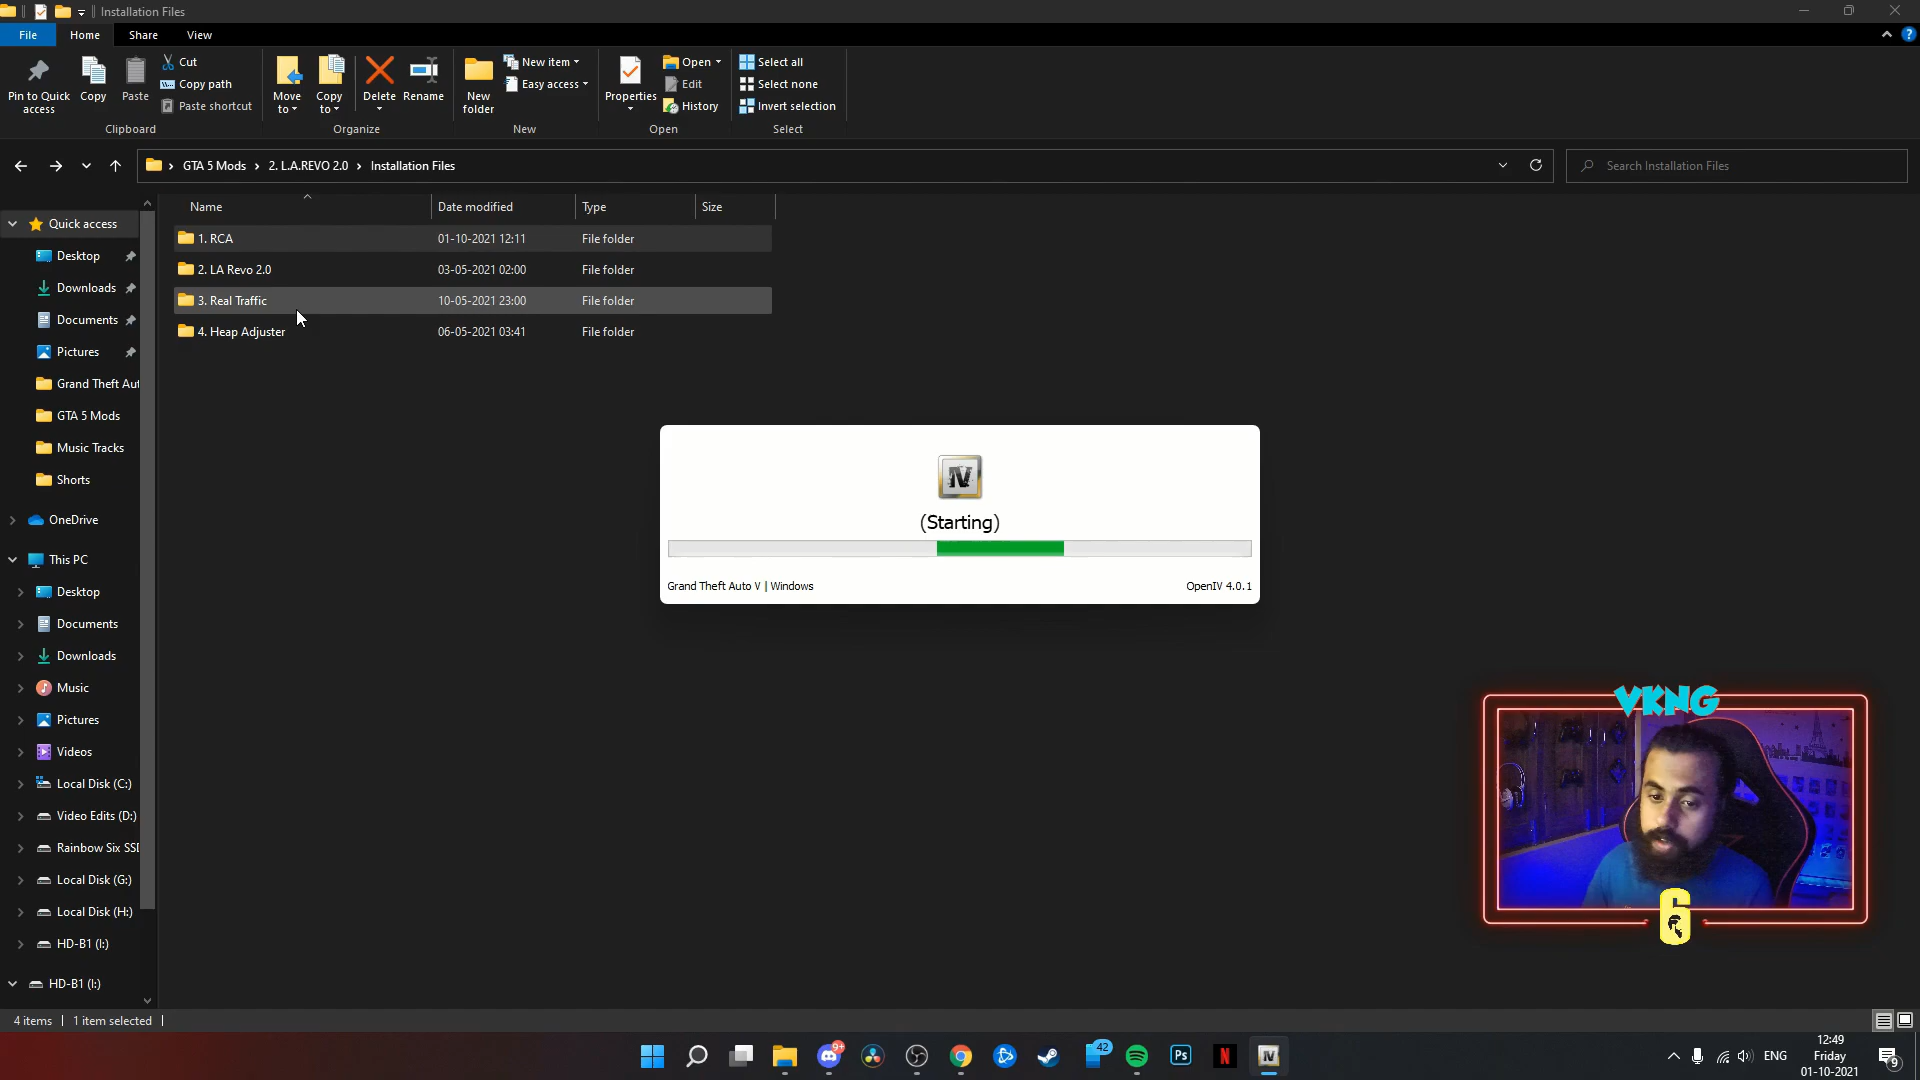 Installation Files
File Home Share View
Pin to Quick access
Copy
Paste
Cut
Copy path
Paste shortcut
Clipboard
Move to
Copy to
Delete
Rename
Organize
New folder
New item
Easy access
New
Properties
Open
Edit
History
Open
Select all
Select none
Invert selection
Select
GTA 5 Mods › 2. L.A.REVO 2.0 › Installation Files
Search Installation Files
Name Date modified Type Size
1. RCA 01-10-2021 12:11 File folder
2. LA Revo 2.0 03-05-2021 02:00 File folder
3. Real Traffic 10-05-2021 23:00 File folder
4. Heap Adjuster 06-05-2021 03:41 File folder
Quick access
Desktop
Downloads
Documents
Pictures
Grand Theft Aut
GTA 5 Mods
Music Tracks
Shorts
OneDrive
This PC
Desktop
Documents
Downloads
Music
Pictures
Videos
Local Disk (C:)
Video Edits (D:)
Rainbow Six SSD
Local Disk (G:)
Local Disk (H:)
HD-B1 (I:)
HD-B1 (I:)
IV
(Starting)
Grand Theft Auto V | Windows OpenIV 4.0.1
VKNG
6
4 items | 1 item selected |
9+
42
Ps
N
IV
ENG
12:49
Friday
01-10-2021
9